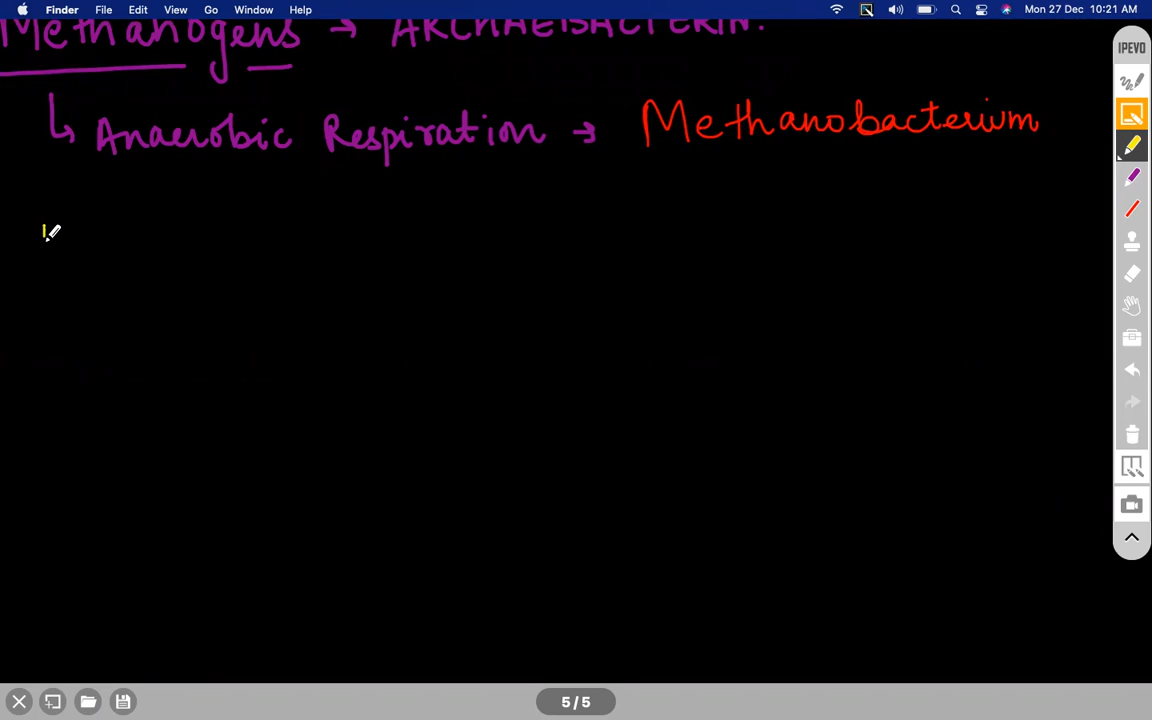 Finder File Edit View Go Window Help Mon 27 Dec 10:21 AM
IPEVO
Methanogens → ARCHAEBACTERIA.
↳ Anaerobic Respiration → Methanobacterium
5 / 5